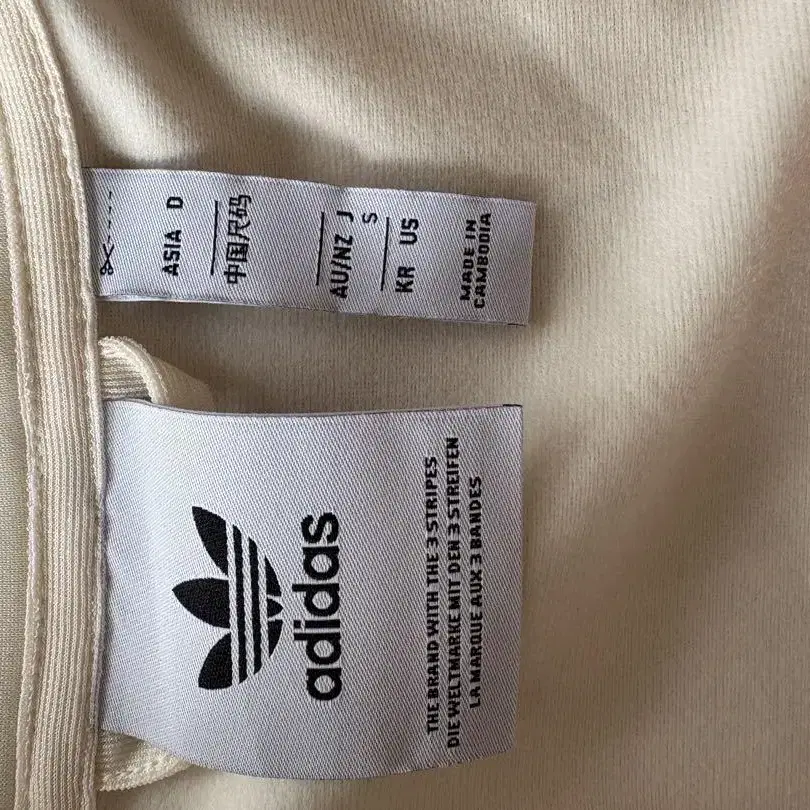 ASIA D
中国尺码
AU/NZ J
S
KR US
MADE IN
CAMBODIA
adidas
THE BRAND WITH THE 3 STRIPES
DIE WELTMARKE MIT DEN 3 STREIFEN
LA MARQUE AUX 3 BANDES